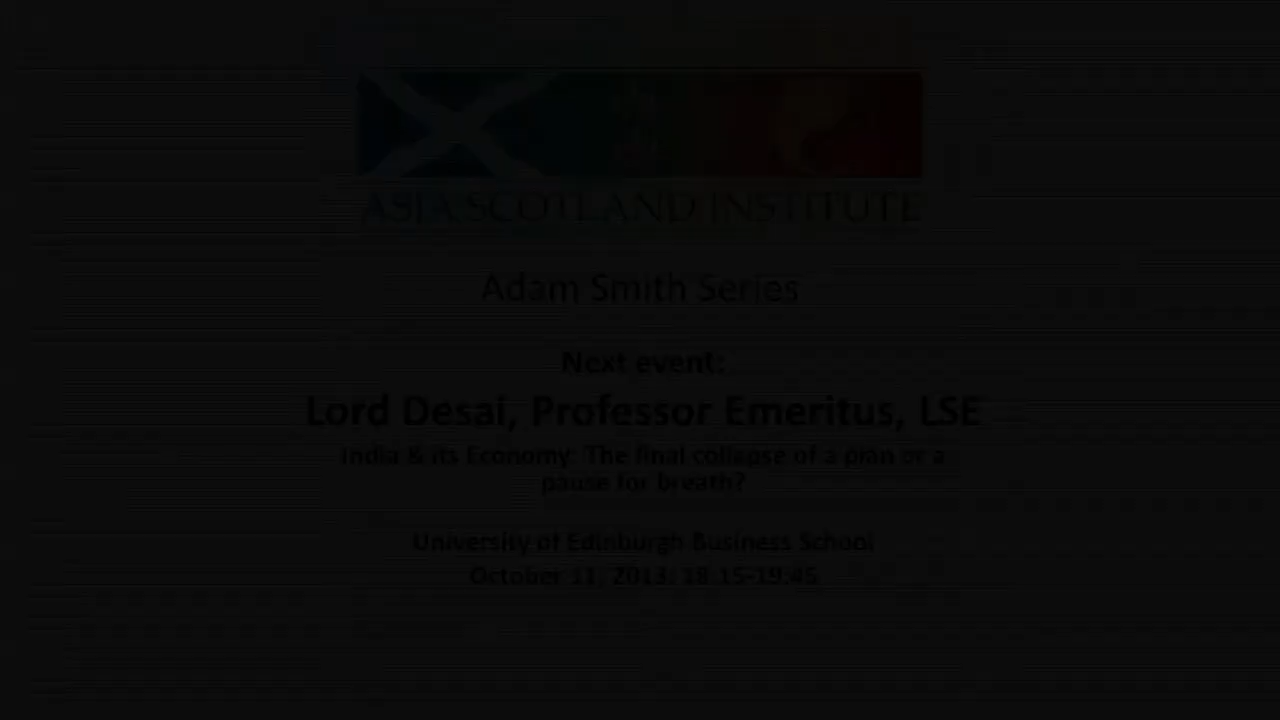 ASIA SCOTLAND INSTITUTE
Adam Smith Series
Next event:
Lord Desai, Professor Emeritus, LSE
India & its Economy: The final collapse of a plan or a
pause for breath?
University of Edinburgh Business School
October 11, 2013: 18.15-19.45